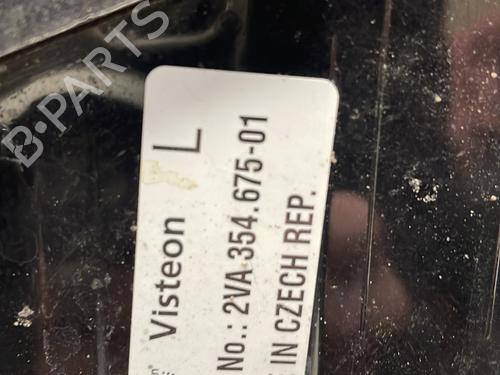 B-PARTS
L
Visteon
No.: 2VA 354.675-01
IN CZECH REP.